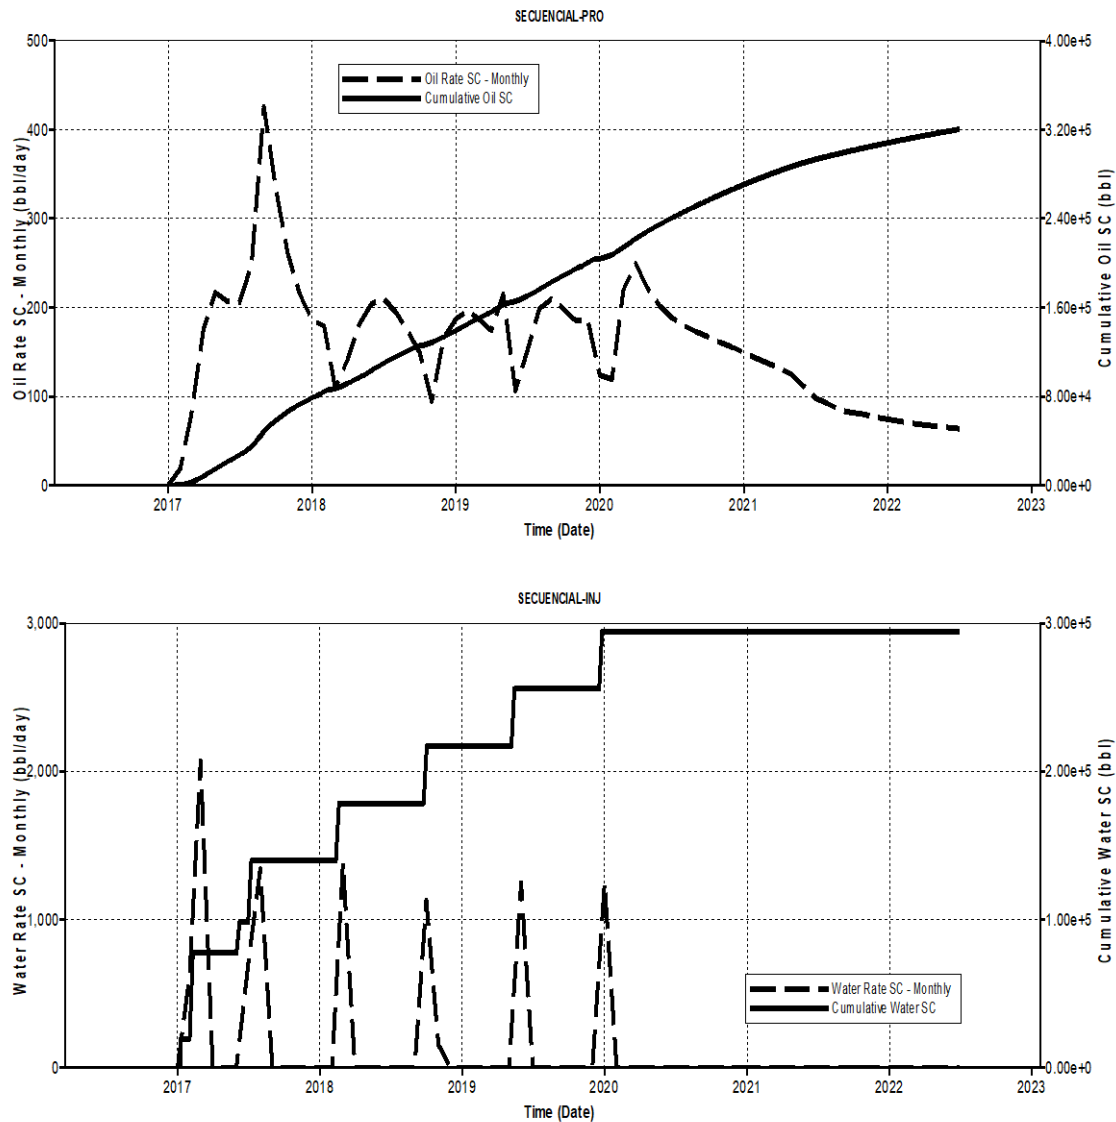 SECUENCIAL-PRO
500
400
300
200
100
0
Oil Rate SC - Monthly (bbl/day)
Oil Rate SC - Monthly
Cumulative Oil SC
4.00e+5
3.20e+5
2.40e+5
1.60e+5
8.00e+4
0.00e+0
Cumulative Oil SC (bbl)
2017 2018 2019 2020 2021 2022 2023
Time (Date)
SECUENCIAL-INJ
3,000
2,000
1,000
0
Water Rate SC - Monthly (bbl/day)
Water Rate SC - Monthly
Cumulative Water SC
3.00e+5
2.00e+5
1.00e+5
0.00e+0
Cumulative Water SC (bbl)
2017 2018 2019 2020 2021 2022 2023
Time (Date)